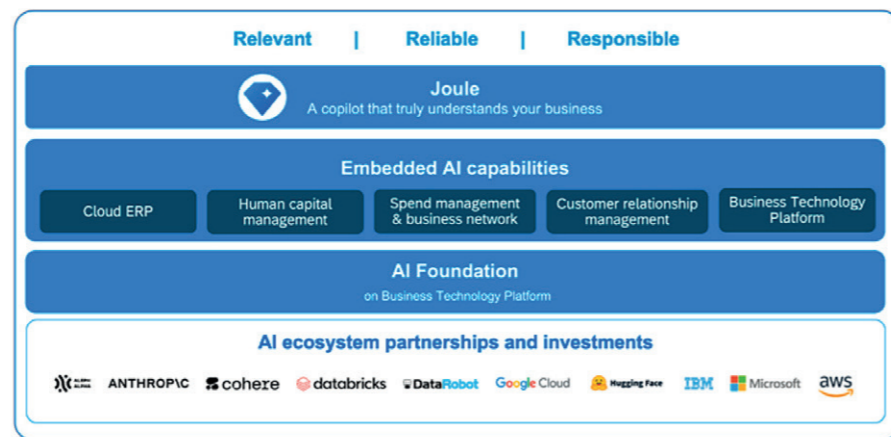 Relevant | Reliable | Responsible
Joule
A copilot that truly understands your business
Embedded AI capabilities
Cloud ERP
Human capital
management
Spend management
& business network
Customer relationship
management
Business Technology
Platform
AI Foundation
on Business Technology Platform
AI ecosystem partnerships and investments
ALEPH ALPHA ANTHROP\C cohere databricks DataRobot Google Cloud Hugging Face IBM Microsoft aws